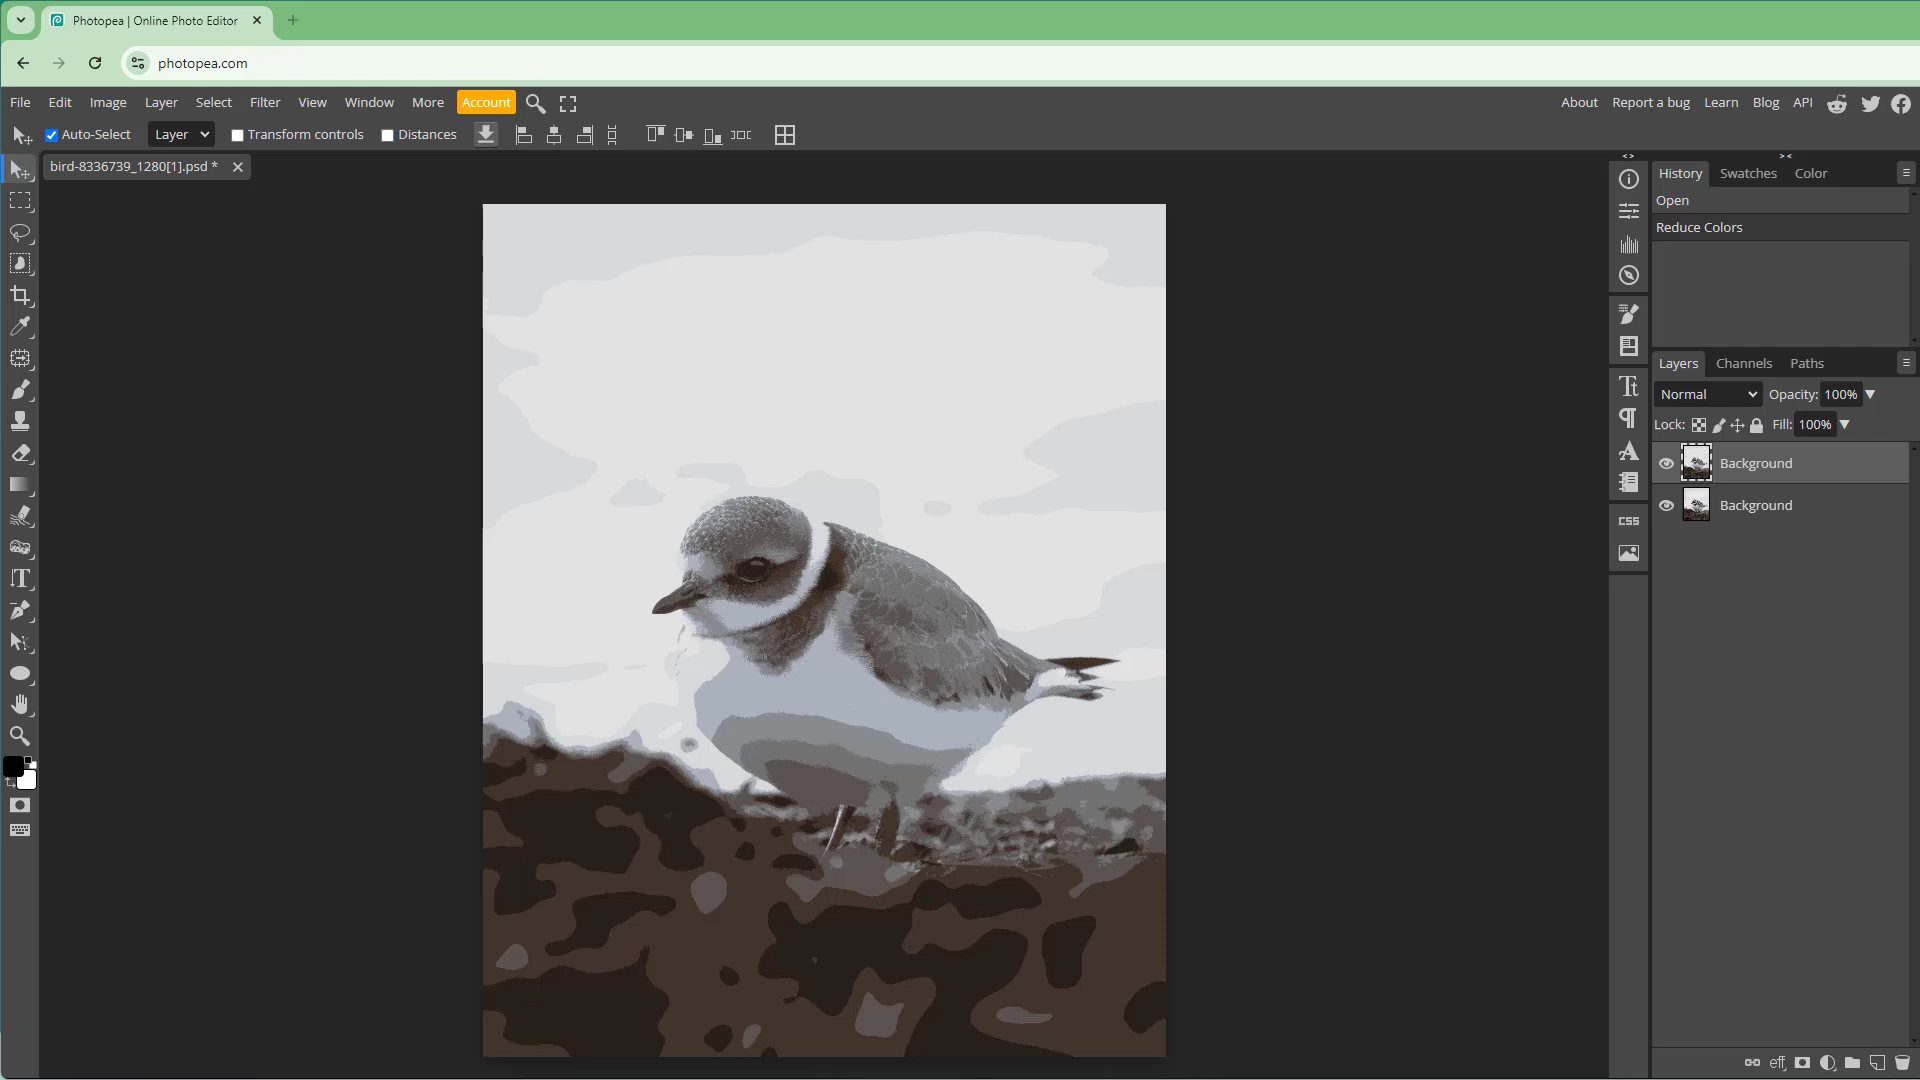 Photopea | Online Photo Editor
photopea.com
File Edit Image Layer Select Filter View Window More Account About Report a bug Learn Blog API
Auto-Select Layer Transform controls Distances
bird-8336739_1280[1].psd *
History Swatches Color
Open
Reduce Colors
Layers Channels Paths
Normal Opacity: 100%
Lock: Fill: 100%
Background
Background
CSS
eff